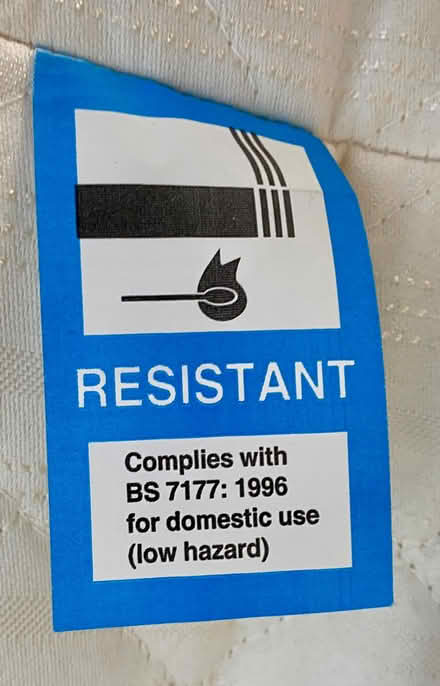 RESISTANT
Complies with
BS 7177: 1996
for domestic use
(low hazard)